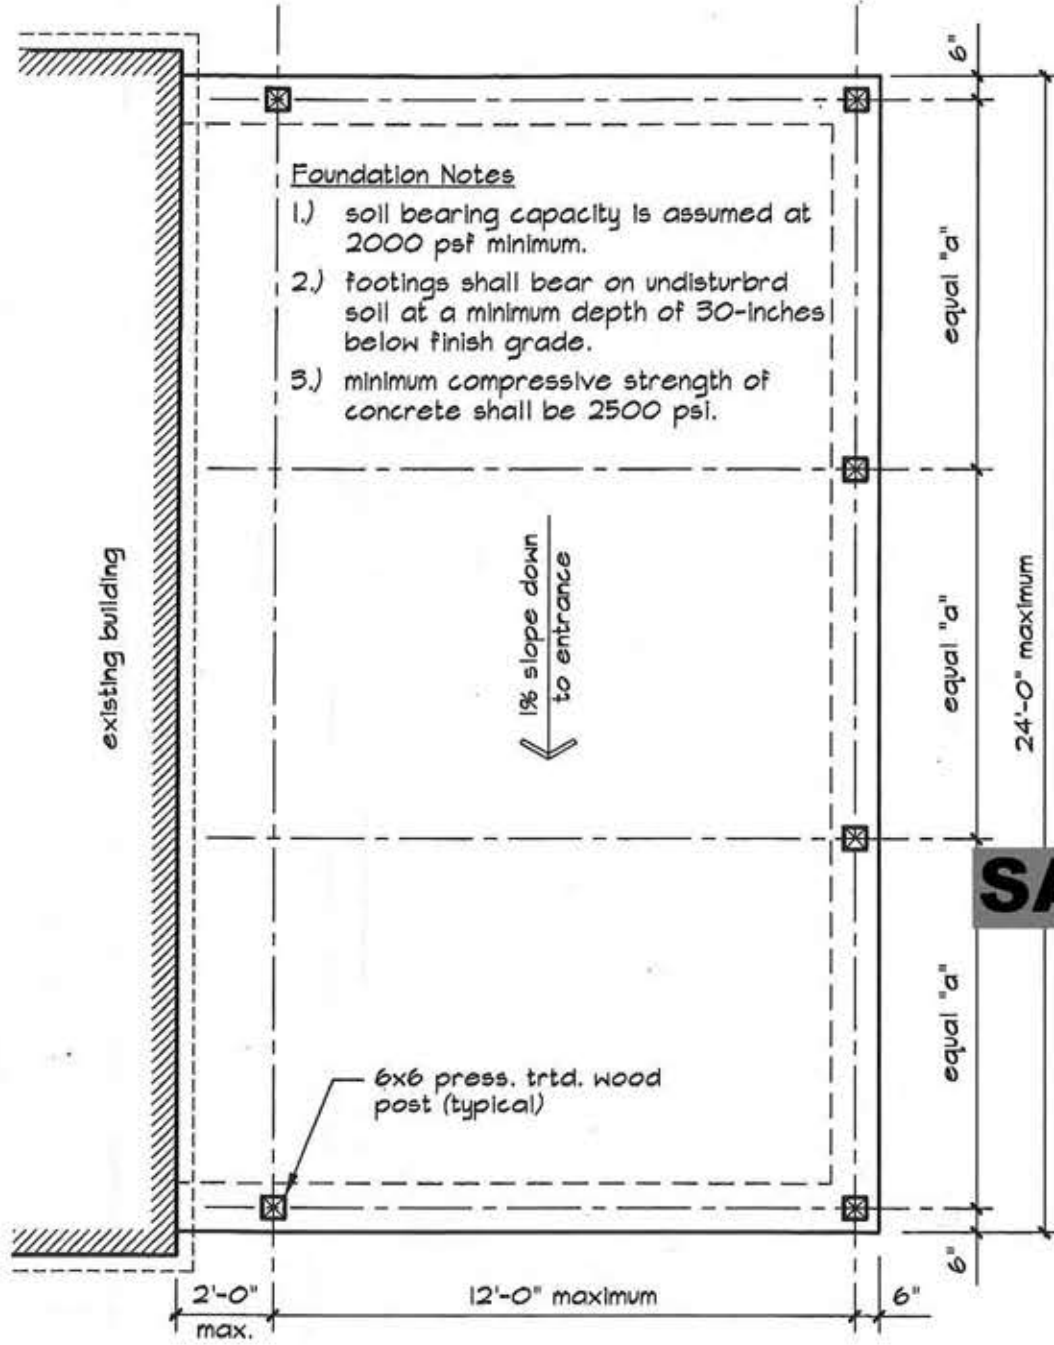 6"
Foundation Notes
1.) soil bearing capacity is assumed at
2000 psf minimum.
2.) footings shall bear on undisturbrd
soil at a minimum depth of 30-inches
below finish grade.
3.) minimum compressive strength of
concrete shall be 2500 psi.
equal "a"
existing building
1% slope down
to entrance
equal "a"
24'-0" maximum
SA
equal "a"
6x6 press. trtd. wood
post (typical)
6"
2'-0"
max.
12'-0" maximum
6"